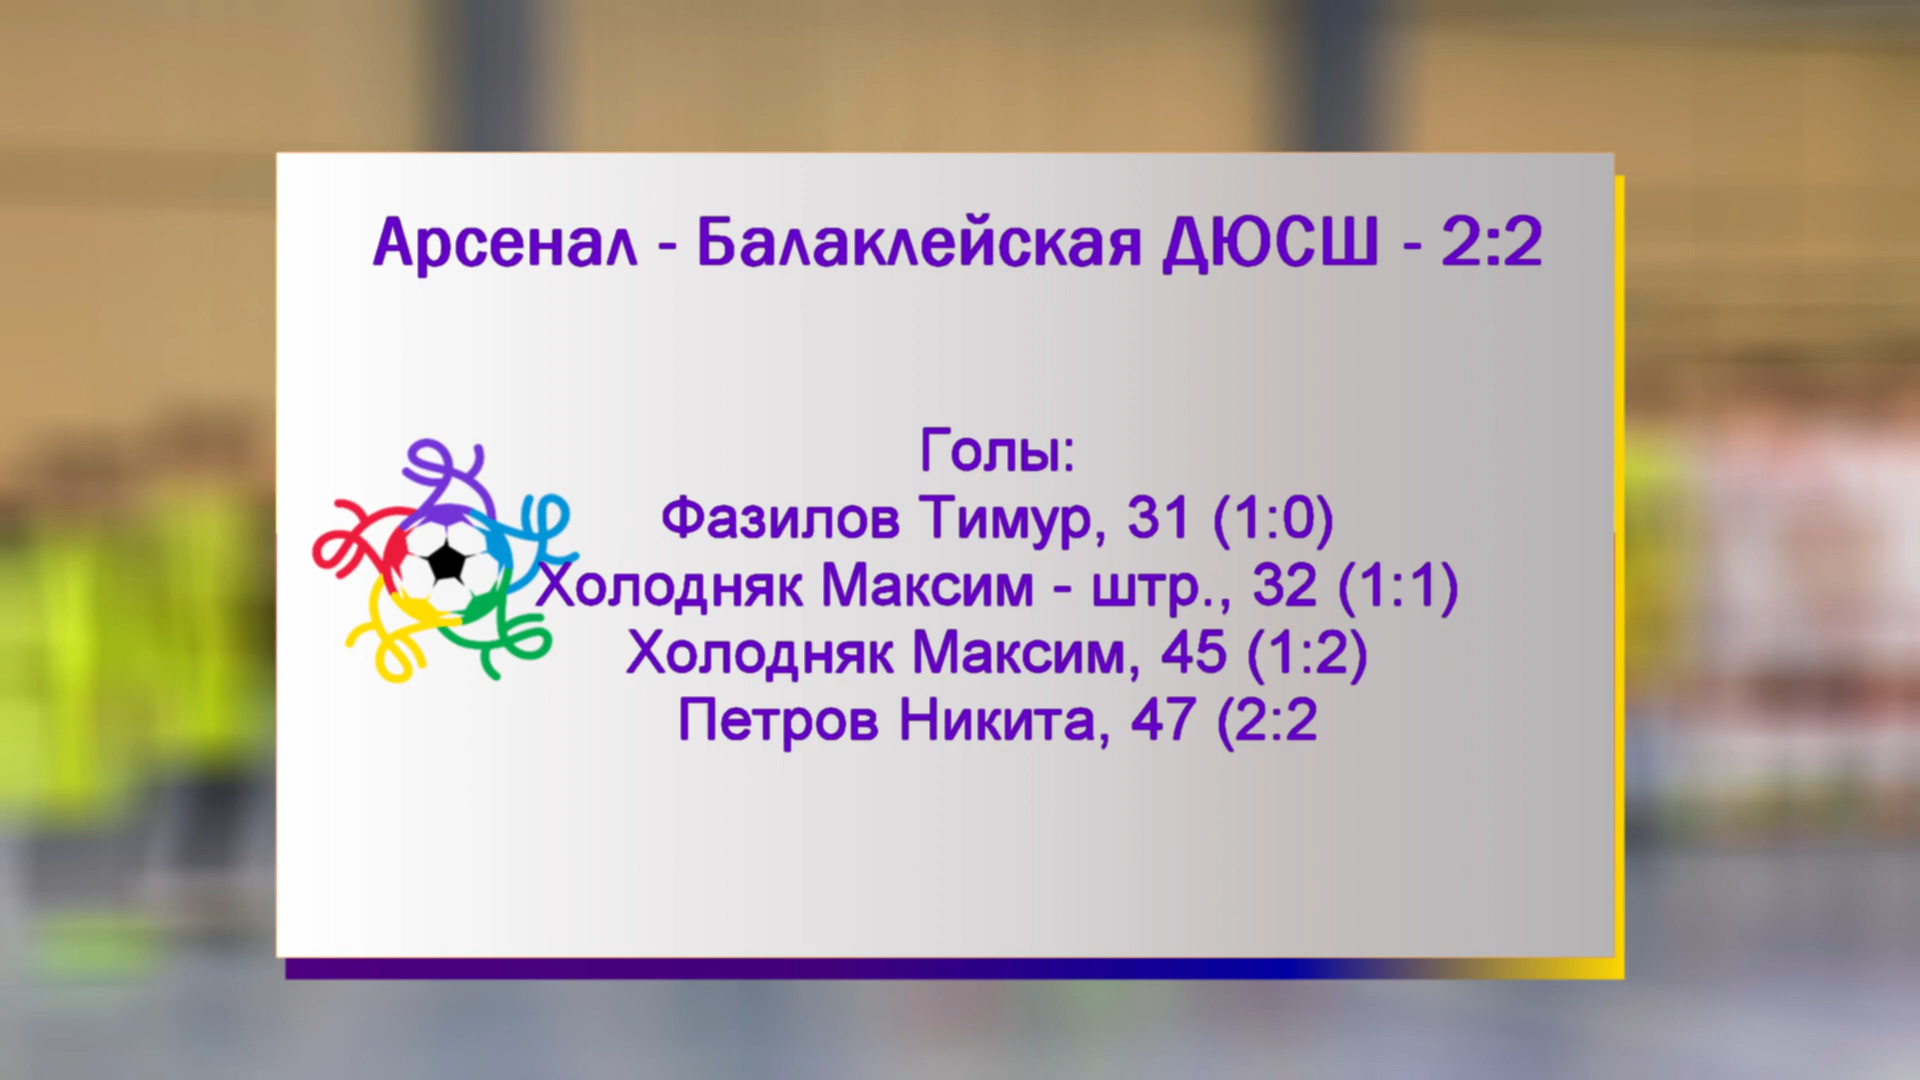 Арсенал - Балаклейская ДЮСШ - 2:2
Голы:
Фазилов Тимур, 31 (1:0)
Холодняк Максим - штр., 32 (1:1)
Холодняк Максим, 45 (1:2)
Петров Никита, 47 (2:2